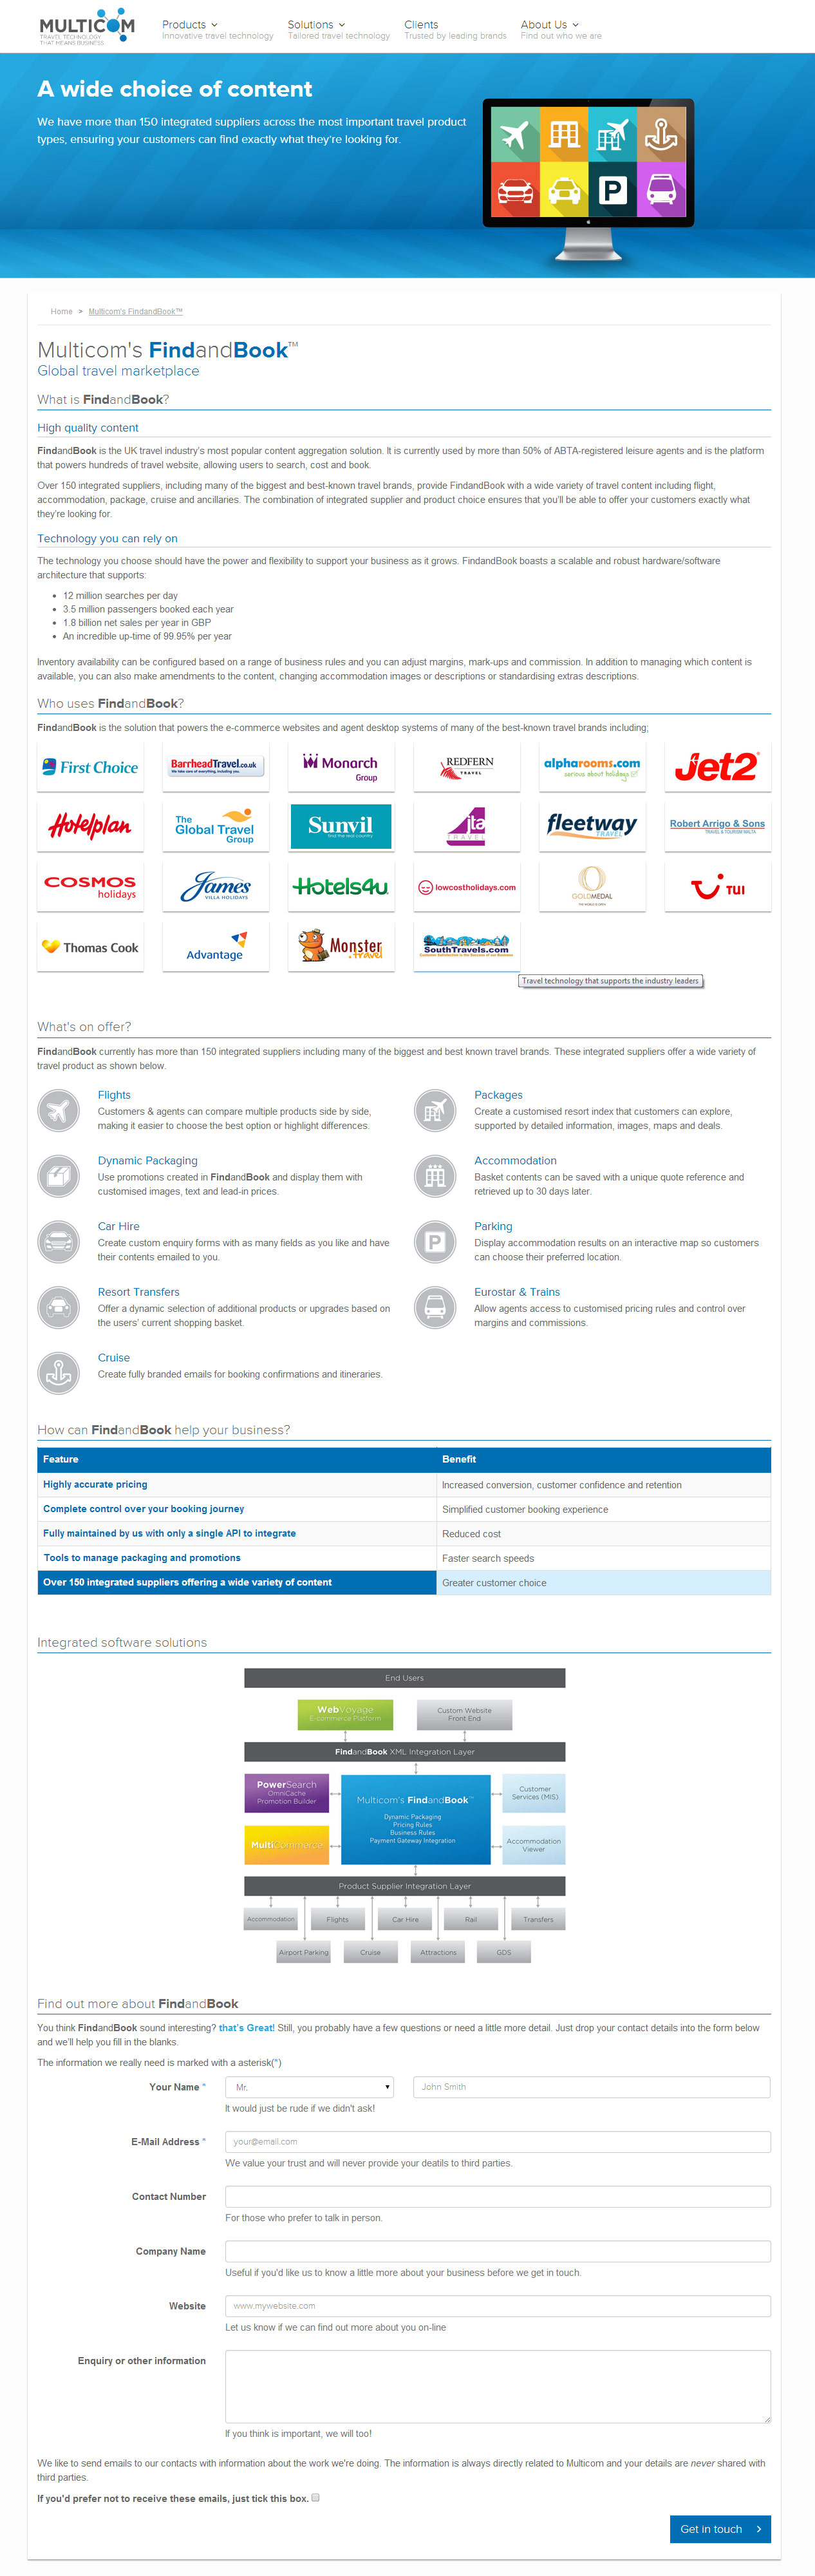 MULTICOM
TRAVEL TECHNOLOGY
THAT MEANS BUSINESS
Products
Innovative travel technology
Solutions
Tailored travel technology
Clients
Trusted by leading brands
About Us
Find out who we are
A wide choice of content
We have more than 150 integrated suppliers across the most important travel product
types, ensuring your customers can find exactly what they're looking for.
P
Home > Multicom's FindandBook™
Multicom's FindandBook™
Global travel marketplace
What is FindandBook?
High quality content
FindandBook is the UK travel industry's most popular content aggregation solution. It is currently used by more than 50% of ABTA-registered leisure agents and is the platform
that powers hundreds of travel website, allowing users to search, cost and book.
Over 150 integrated suppliers, including many of the biggest and best-known travel brands, provide FindandBook with a wide variety of travel content including flight,
accommodation, package, cruise and ancillaries. The combination of integrated supplier and product choice ensures that you'll be able to offer your customers exactly what
they're looking for.
Technology you can rely on
The technology you choose should have the power and flexibility to support your business as it grows. FindandBook boasts a scalable and robust hardware/software
architecture that supports:
• 12 million searches per day
• 3.5 million passengers booked each year
• 1.8 billion net sales per year in GBP
• An incredible up-time of 99.95% per year
Inventory availability can be configured based on a range of business rules and you can adjust margins, mark-ups and commission. In addition to managing which content is
available, you can also make amendments to the content, changing accommodation images or descriptions or standardising extras descriptions.
Who uses FindandBook?
FindandBook is the solution that powers the e-commerce websites and agent desktop systems of many of the best-known travel brands including;
First Choice
BarrheadTravel.co.uk
We take care of everything, including you.
Monarch
Group
REDFERN
TRAVEL
alpharooms.com
serious about holidays
Jet2
Hotelplan
The
Global Travel
Group
Sunvil
find the real country
jta
TRAVEL
fleetway
TRAVEL
Robert Arrigo & Sons
TRAVEL & TOURISM MALTA
COSMOS
holidays
James
VILLA HOLIDAYS
Hotels4u
lowcostholidays.com
GOLDMEDAL
THE WORLD IS OPEN
TUI
Thomas Cook
Advantage
Monster
.travel
SouthTravels.com
Customer Satisfaction is the Success of our Business
Travel technology that supports the industry leaders
What's on offer?
FindandBook currently has more than 150 integrated suppliers including many of the biggest and best known travel brands. These integrated suppliers offer a wide variety of
travel product as shown below.
Flights
Customers & agents can compare multiple products side by side,
making it easier to choose the best option or highlight differences.
Packages
Create a customised resort index that customers can explore,
supported by detailed information, images, maps and deals.
Dynamic Packaging
Use promotions created in FindandBook and display them with
customised images, text and lead-in prices.
Accommodation
Basket contents can be saved with a unique quote reference and
retrieved up to 30 days later.
Car Hire
Create custom enquiry forms with as many fields as you like and have
their contents emailed to you.
P
Parking
Display accommodation results on an interactive map so customers
can choose their preferred location.
Resort Transfers
Offer a dynamic selection of additional products or upgrades based on
the users' current shopping basket.
Eurostar & Trains
Allow agents access to customised pricing rules and control over
margins and commissions.
Cruise
Create fully branded emails for booking confirmations and itineraries.
How can FindandBook help your business?
Feature Benefit
Highly accurate pricing Increased conversion, customer confidence and retention
Complete control over your booking journey Simplified customer booking experience
Fully maintained by us with only a single API to integrate Reduced cost
Tools to manage packaging and promotions Faster search speeds
Over 150 integrated suppliers offering a wide variety of content Greater customer choice
Integrated software solutions
End Users
WebVoyage
E-commerce Platform
Custom Website
Front End
FindandBook XML Integration Layer
PowerSearch
OmniCache
Promotion Builder
Multicom's FindandBook™
Dynamic Packaging
Pricing Rules
Business Rules
Payment Gateway Integration
Customer
Services (MIS)
MultiCommerce
Accommodation
Viewer
Product Supplier Integration Layer
Accommodation Flights Car Hire Rail Transfers
Airport Parking Cruise Attractions GDS
Find out more about FindandBook
You think FindandBook sound interesting? that's Great! Still, you probably have a few questions or need a little more detail. Just drop your contact details into the form below
and we'll help you fill in the blanks.
The information we really need is marked with a asterisk(*)
Your Name * Mr. John Smith
It would just be rude if we didn't ask!
E-Mail Address * your@email.com
We value your trust and will never provide your deatils to third parties.
Contact Number
For those who prefer to talk in person.
Company Name
Useful if you'd like us to know a little more about your business before we get in touch.
Website www.mywebsite.com
Let us know if we can find out more about you on-line
Enquiry or other information
If you think is important, we will too!
We like to send emails to our contacts with information about the work we're doing. The information is always directly related to Multicom and your details are never shared with
third parties.
If you'd prefer not to receive these emails, just tick this box.
Get in touch >